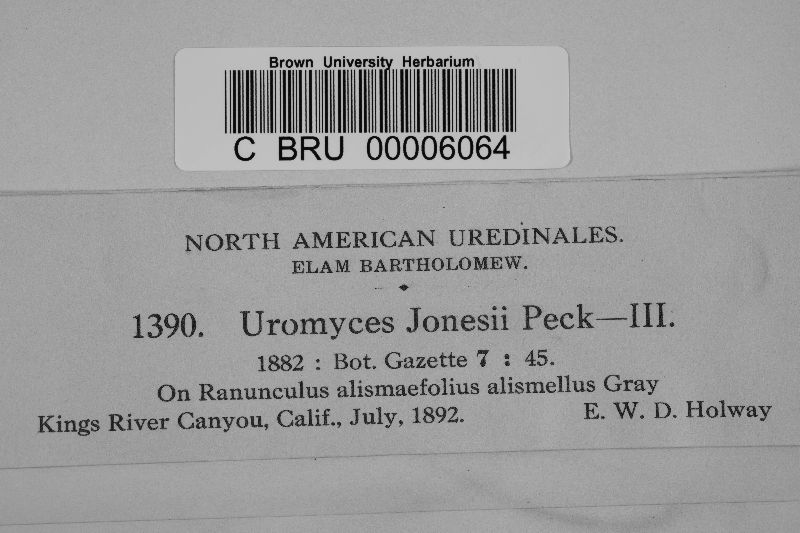 Brown University Herbarium
C BRU 00006064
NORTH AMERICAN UREDINALES.
ELAM BARTHOLOMEW.
1390. Uromyces Jonesii Peck—III.
1882 : Bot. Gazette 7 : 45.
On Ranunculus alismaefolius alismellus Gray
Kings River Canyou, Calif., July, 1892. E. W. D. Holway